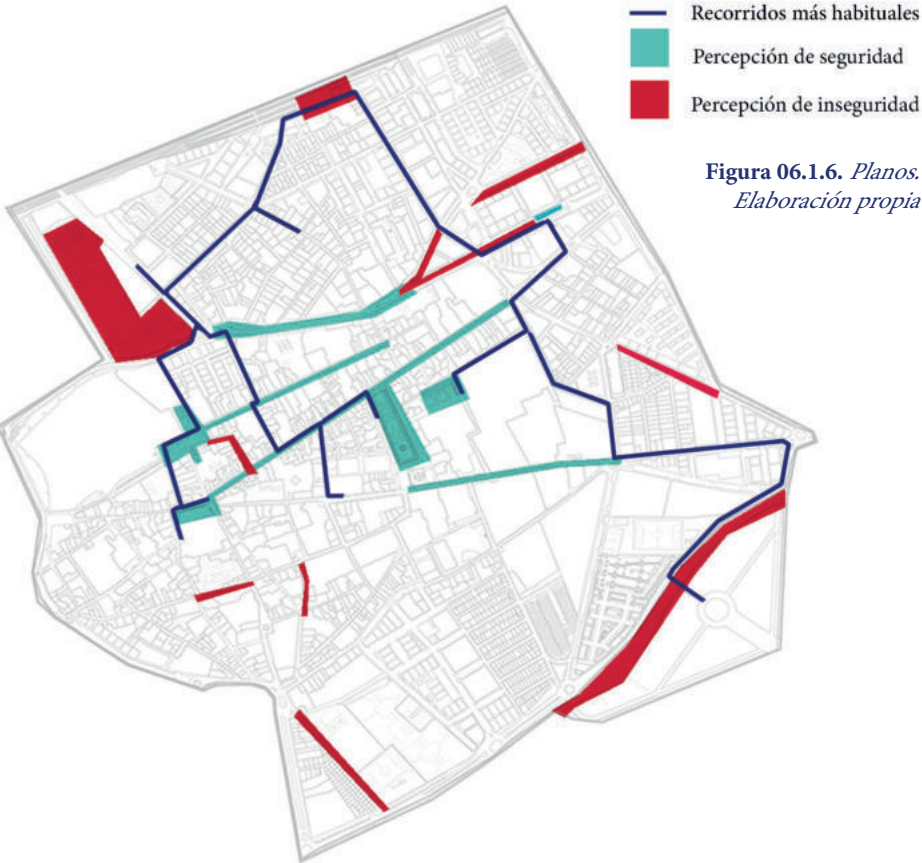 Recorridos más habituales
Percepción de seguridad
Percepción de inseguridad
Figura 06.1.6. Planos.
Elaboración propia